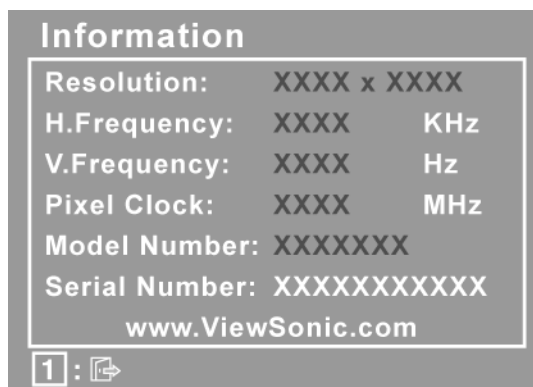 Information
Resolution: XXXX x XXXX
H.Frequency: XXXX KHz
V.Frequency: XXXX Hz
Pixel Clock: XXXX MHz
Model Number: XXXXXXX
Serial Number: XXXXXXXXXXX
www.ViewSonic.com
1 :